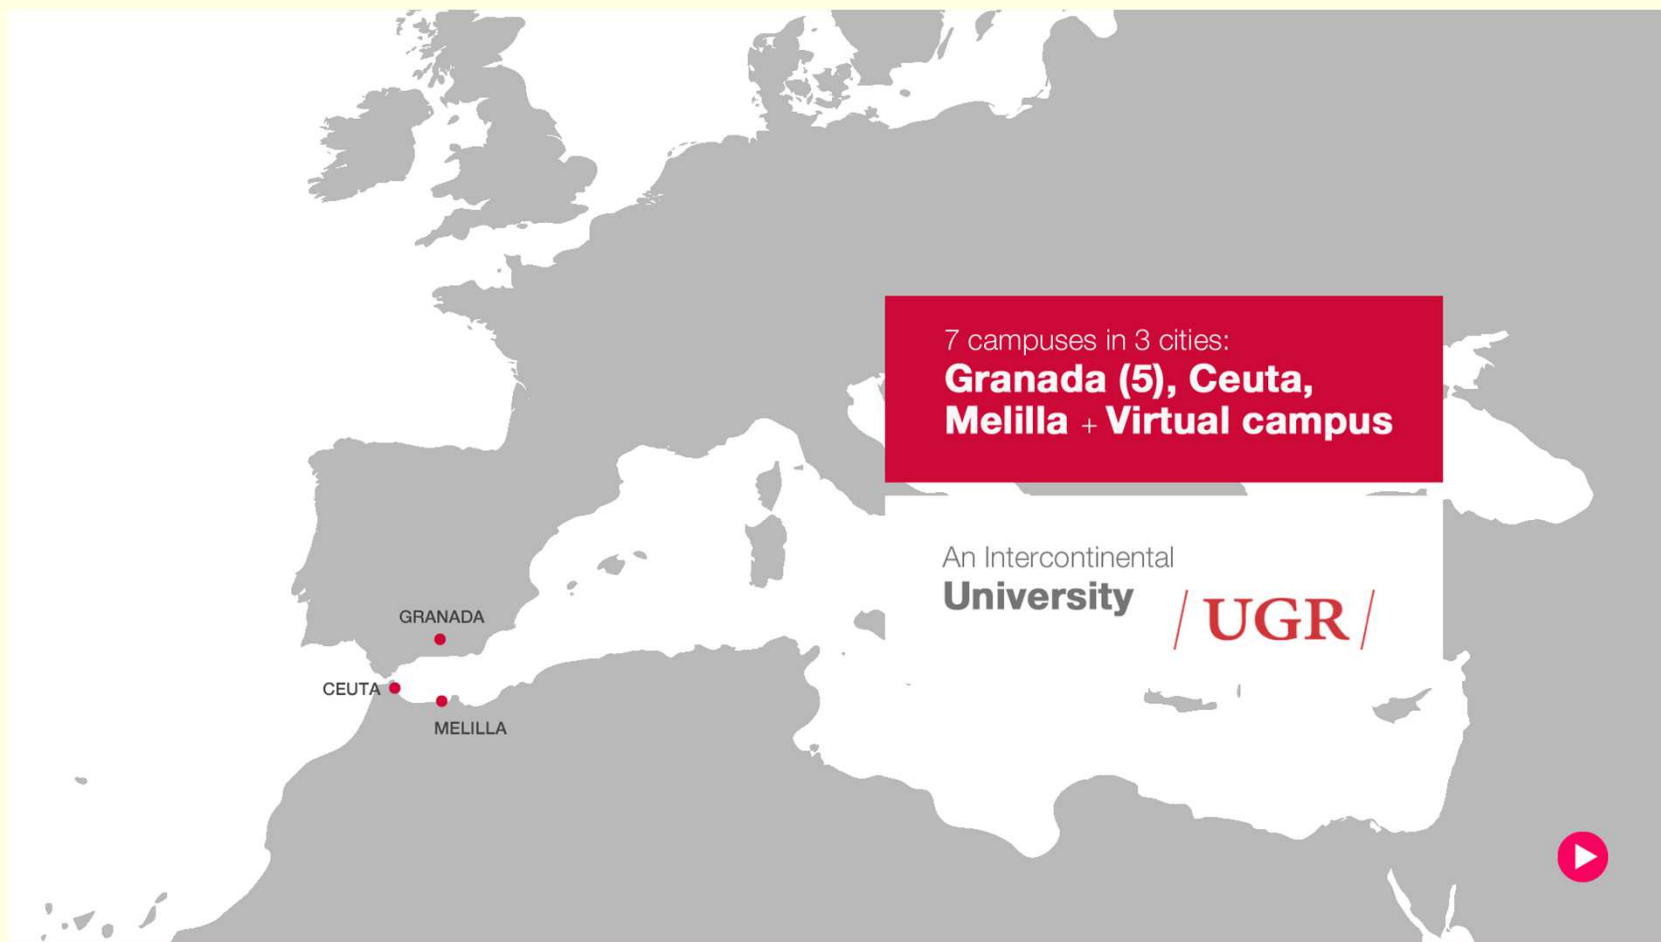 7 campuses in 3 cities:
Granada (5), Ceuta,
Melilla + Virtual campus
An Intercontinental
University
/ UGR /
GRANADA
CEUTA
MELILLA